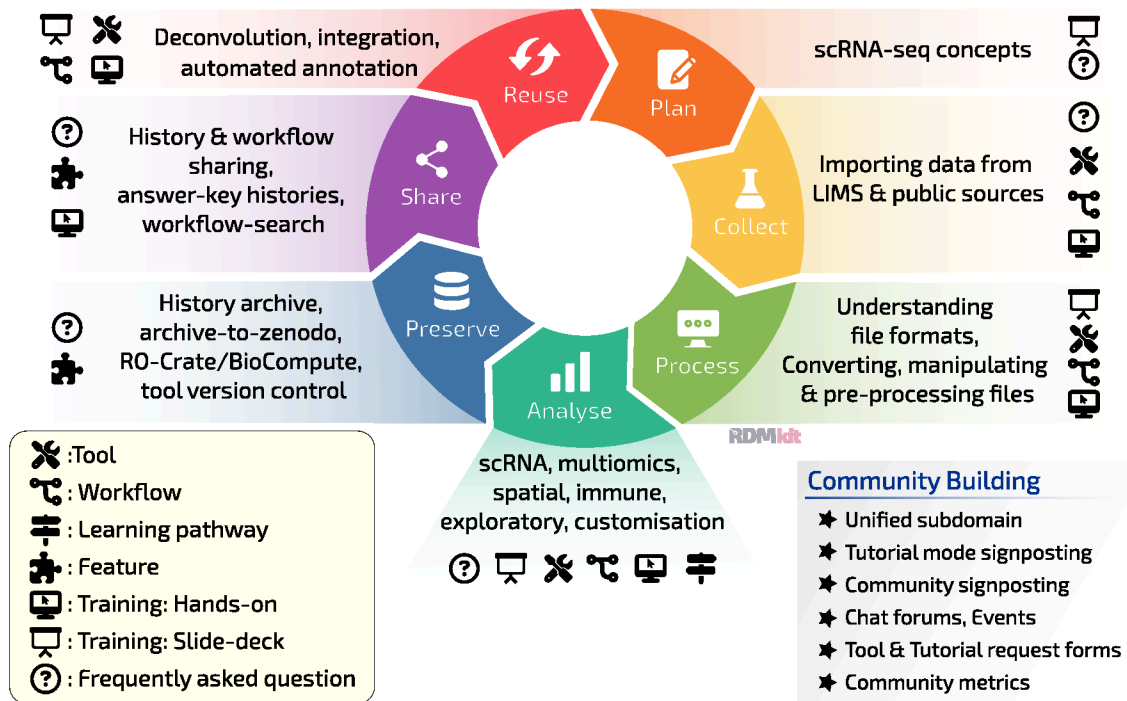 Deconvolution, integration,
automated annotation
Reuse
Plan
scRNA-seq concepts
History & workflow
sharing,
answer-key histories,
workflow-search
Share
Collect
Importing data from
LIMS & public sources
History archive,
archive-to-zenodo,
RO-Crate/BioCompute,
tool version control
Preserve
Analyse
Process
Understanding
file formats,
Converting, manipulating
& pre-processing files
RDMkit
scRNA, multiomics,
spatial, immune,
exploratory, customisation
:Tool
: Workflow
: Learning pathway
: Feature
: Training: Hands-on
: Training: Slide-deck
: Frequently asked question
Community Building
Unified subdomain
Tutorial mode signposting
Community signposting
Chat forums, Events
Tool & Tutorial request forms
Community metrics